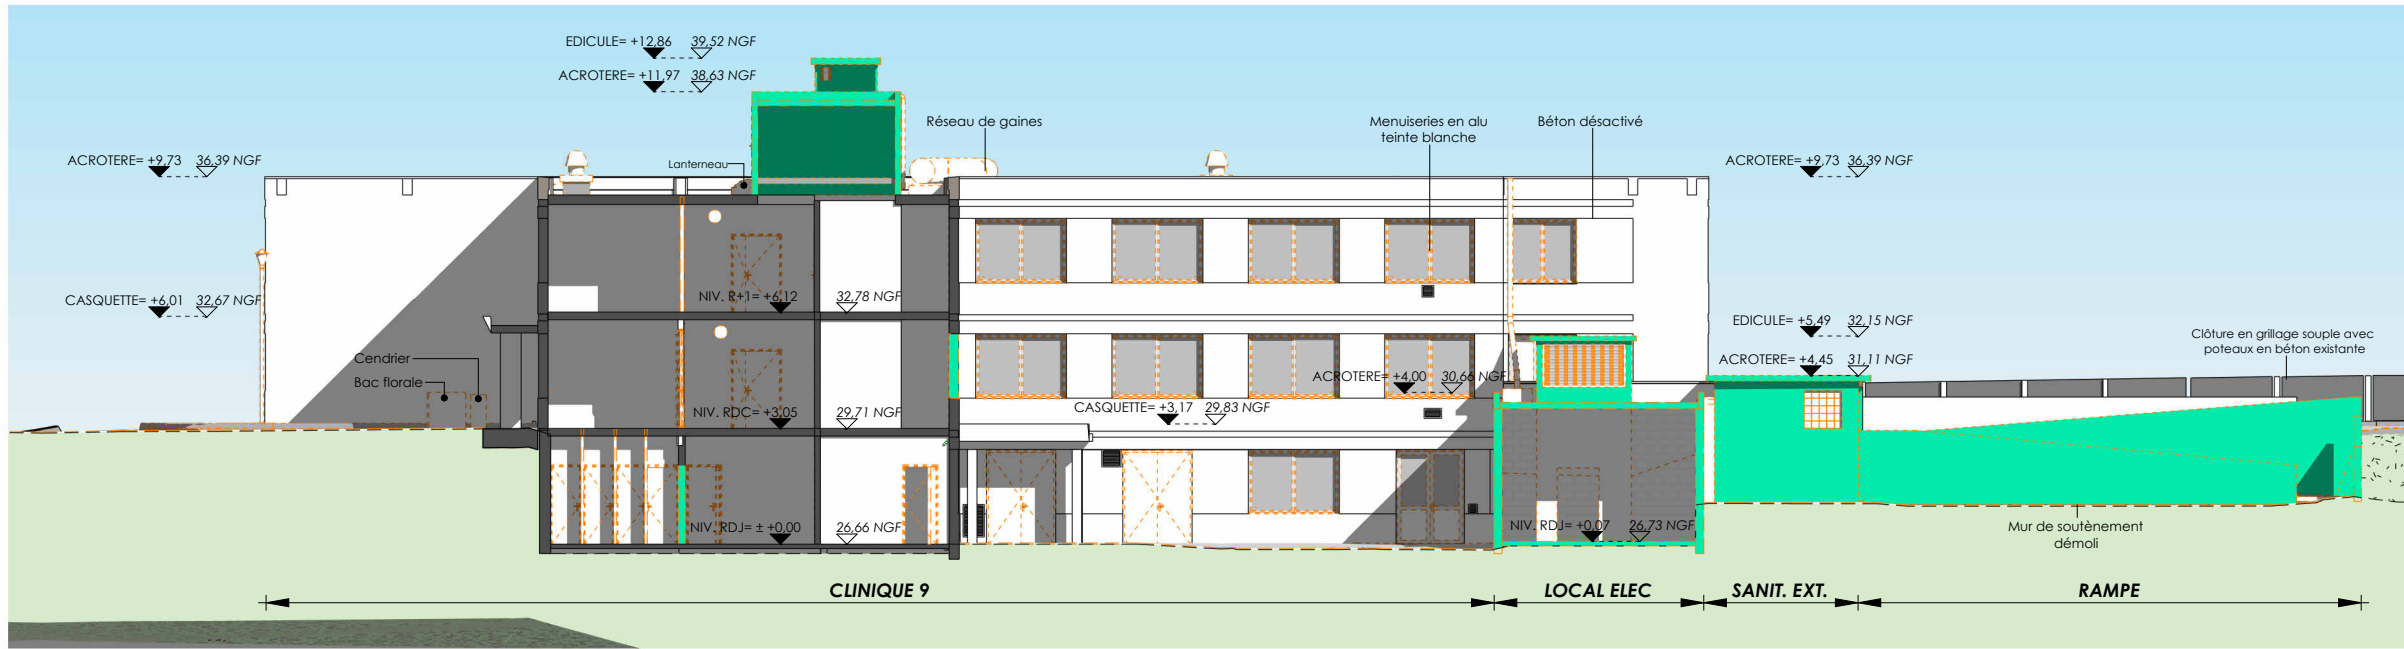 EDICULE= +12,86 39,52 NGF
ACROTERE= +11,97 38,63 NGF
Réseau de gaines
Menuiseries en alu
teinte blanche
Béton désactivé
ACROTERE= +9,73 36,39 NGF
Lanterneau
ACROTERE= +9,73 36,39 NGF
CASQUETTE= +6,01 32,67 NGF
NIV. R+1= +6,12 32,78 NGF
EDICULE= +5,49 32,15 NGF
Clôture en grillage souple avec
poteaux en béton existante
Cendrier
Bac florale
ACROTERE= +4,45 31,11 NGF
ACROTERE= +4,00 30,66 NGF
NIV. RDC= +3,05 29,71 NGF
CASQUETTE= +3,17 29,83 NGF
NIV. RDJ= ± +0,00 26,66 NGF
NIV. RDJ= +0,07 26,73 NGF
Mur de soutènement
démoli
CLINIQUE 9 LOCAL ELEC SANIT. EXT. RAMPE